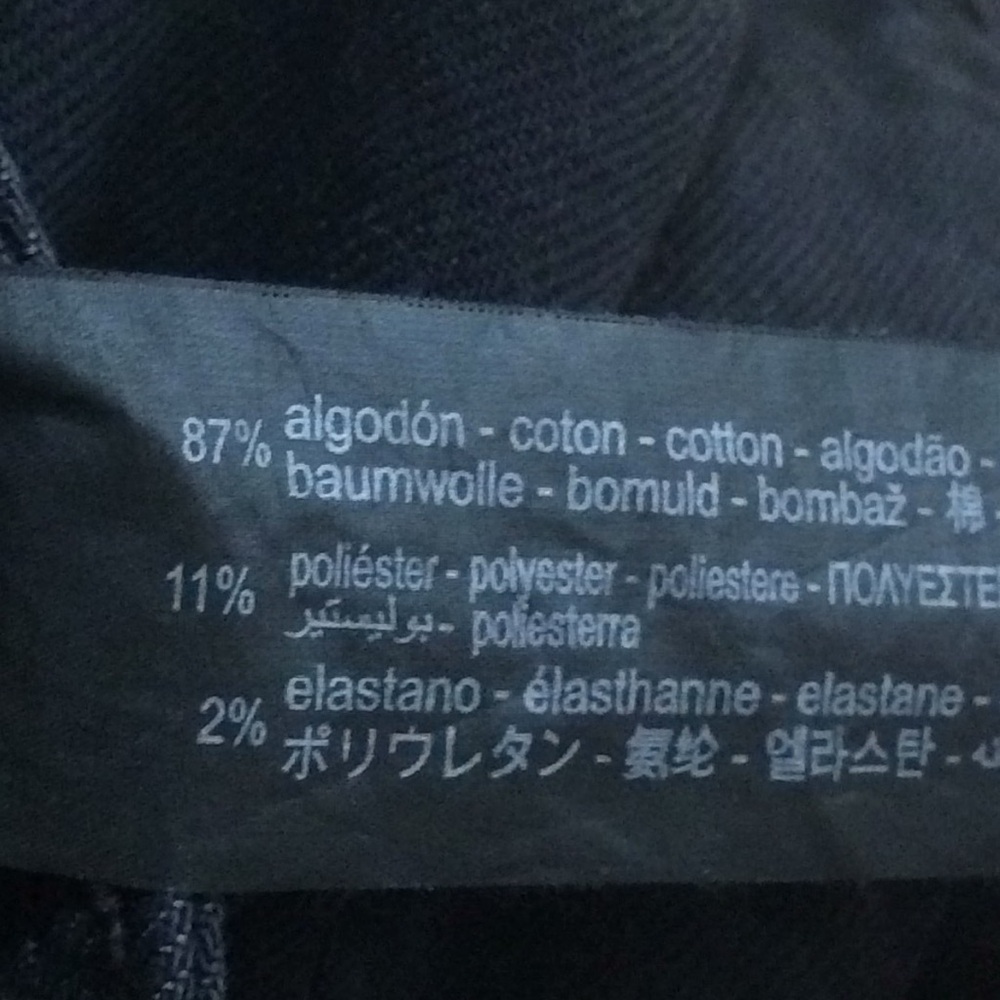 87% algodón - coton - cotton - algodão -
baumwolle - bomuld - bombaž - 棉
11% poliéster - polyester - poliestere - ΠΟΛΥΕΣΤΕ
بوليستير - poliesterra
2% elastano - élasthanne - elastane -
ポリウレタン - 氨纶 - 엘라스탄 -